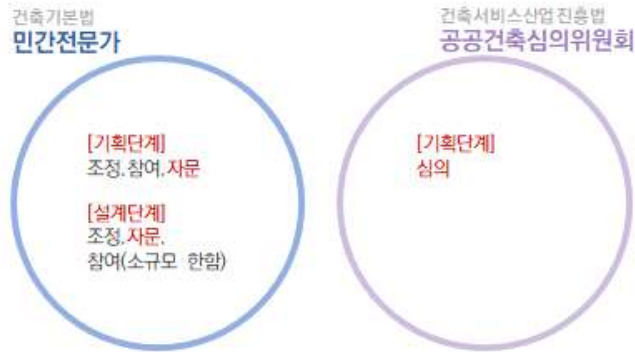 건축기본법
민간전문가
[기획단계]
조정.참여.자문
[설계단계]
조정.자문.
참여(소규모 한함)
건축서비스산업진흥법
공공건축심의위원회
[기획단계]
심의